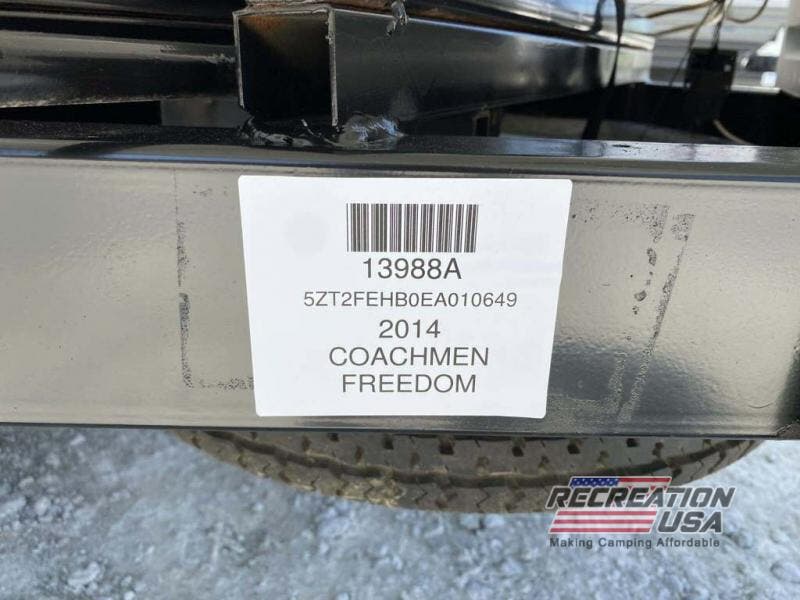 13988A
5ZT2FEHB0EA010649
2014
COACHMEN
FREEDOM
RECREATION
USA
Making Camping Affordable